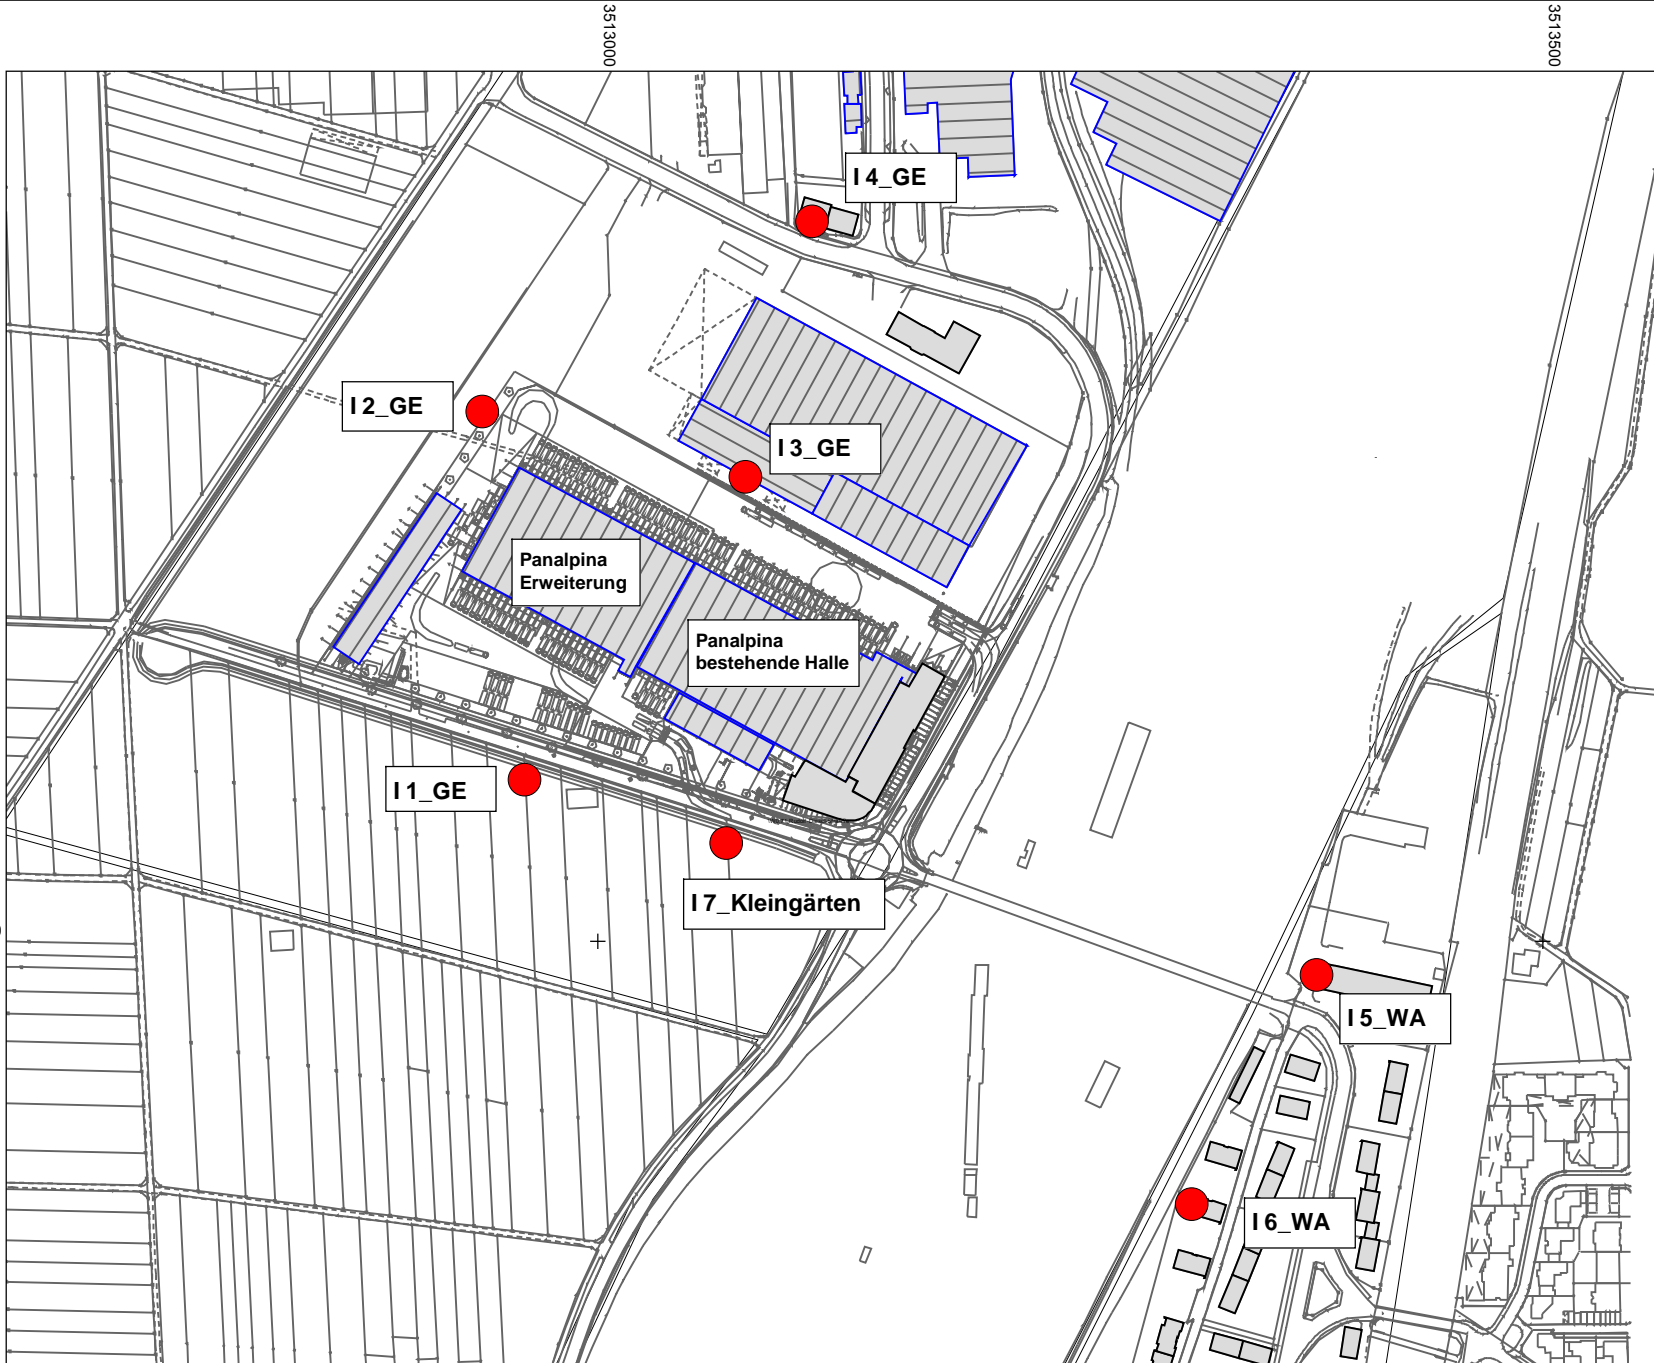 3513000
3513500
I 4_GE
I 2_GE
I 3_GE
Panalpina
Erweiterung
Panalpina
bestehende Halle
I 1_GE
I 7_Kleingärten
I 5_WA
I 6_WA